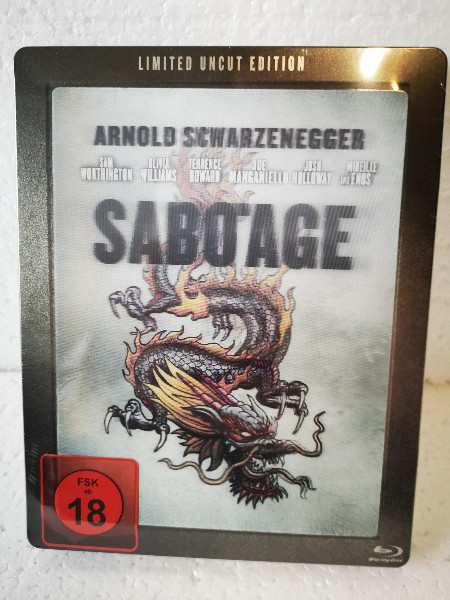 LIMITED UNCUT EDITION
ARNOLD SCHWARZENEGGER
SAM OLIVIA TERRENCE JOE JOSH MIREILLE
WORTHINGTON WILLIAMS HOWARD MANGANIELLO HOLLOWAY AND ENOS
SABOTAGE
FSK
ab
18
Blu-ray Disc